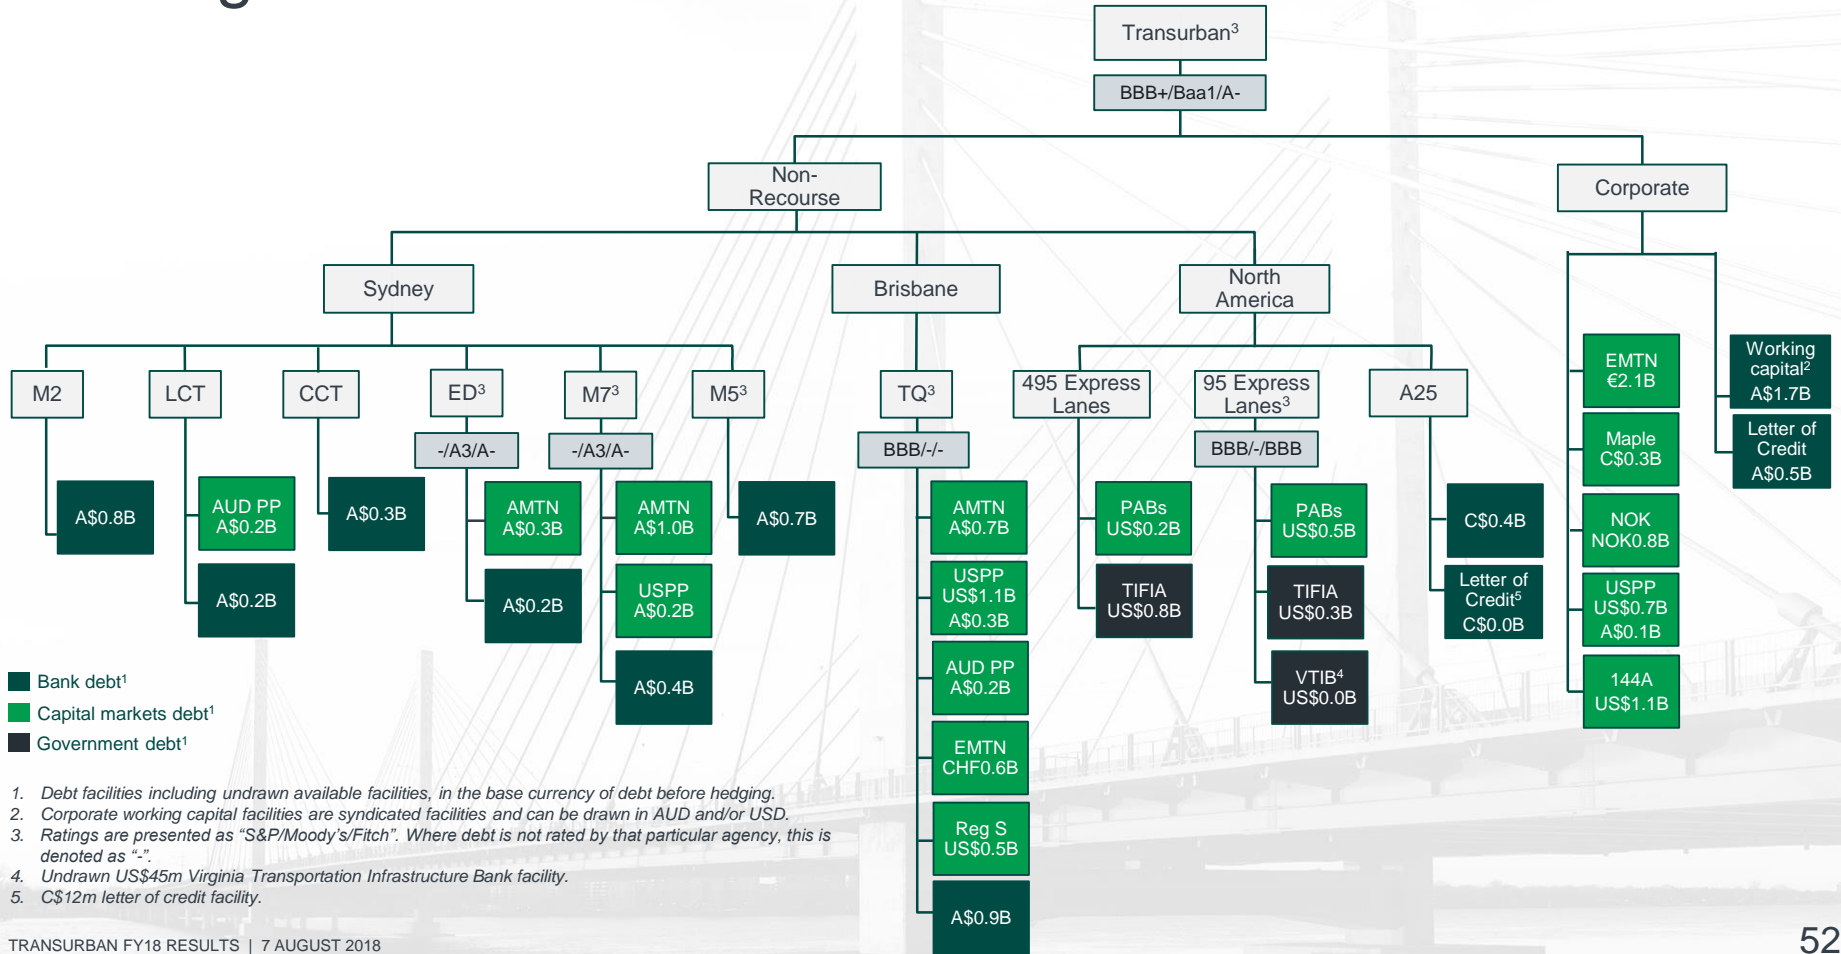 Transurban³
BBB+/Baa1/A-
Non-
Recourse
Corporate
Sydney
Brisbane
North
America
M2
LCT
CCT
ED³
M7³
M5³
TQ³
495 Express
Lanes
95 Express
Lanes³
A25
-/A3/A-
-/A3/A-
BBB/-/-
BBB/-/BBB
A$0.8B
AUD PP
A$0.2B
A$0.2B
A$0.3B
AMTN
A$0.3B
A$0.2B
AMTN
A$1.0B
USPP
A$0.2B
A$0.4B
A$0.7B
AMTN
A$0.7B
USPP
US$1.1B
A$0.3B
AUD PP
A$0.2B
EMTN
CHF0.6B
Reg S
US$0.5B
A$0.9B
PABs
US$0.2B
TIFIA
US$0.8B
PABs
US$0.5B
TIFIA
US$0.3B
VTIB⁴
US$0.0B
C$0.4B
Letter of
Credit⁵
C$0.0B
EMTN
€2.1B
Maple
C$0.3B
NOK
NOK0.8B
USPP
US$0.7B
A$0.1B
144A
US$1.1B
Working
capital²
A$1.7B
Letter of
Credit
A$0.5B
Bank debt¹
Capital markets debt¹
Government debt¹
1. Debt facilities including undrawn available facilities, in the base currency of debt before hedging.
2. Corporate working capital facilities are syndicated facilities and can be drawn in AUD and/or USD.
3. Ratings are presented as “S&P/Moody’s/Fitch”. Where debt is not rated by that particular agency, this is
denoted as “-”.
4. Undrawn US$45m Virginia Transportation Infrastructure Bank facility.
5. C$12m letter of credit facility.
TRANSURBAN FY18 RESULTS | 7 AUGUST 2018
52